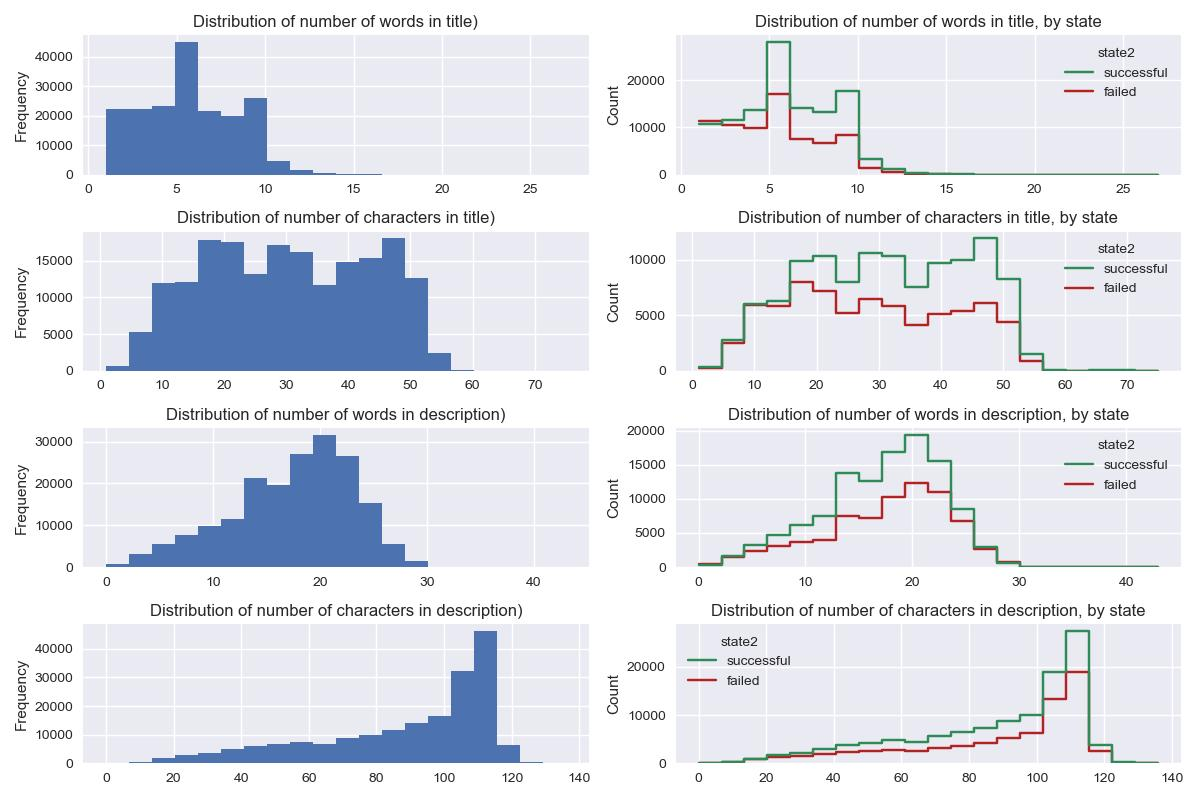 Distribution of number of words in title)
Frequency
40000
30000
20000
10000
0
0 5 10 15 20 25
Distribution of number of words in title, by state
Count
20000
10000
0
0 5 10 15 20 25
state2
successful
failed
Distribution of number of characters in title)
Frequency
15000
10000
5000
0
0 10 20 30 40 50 60 70
Distribution of number of characters in title, by state
Count
10000
5000
0
0 10 20 30 40 50 60 70
state2
successful
failed
Distribution of number of words in description)
Frequency
30000
20000
10000
0
0 10 20 30 40
Distribution of number of words in description, by state
Count
20000
15000
10000
5000
0
0 10 20 30 40
state2
successful
failed
Distribution of number of characters in description)
Frequency
40000
30000
20000
10000
0
0 20 40 60 80 100 120 140
Distribution of number of characters in description, by state
Count
20000
10000
0
0 20 40 60 80 100 120 140
state2
successful
failed